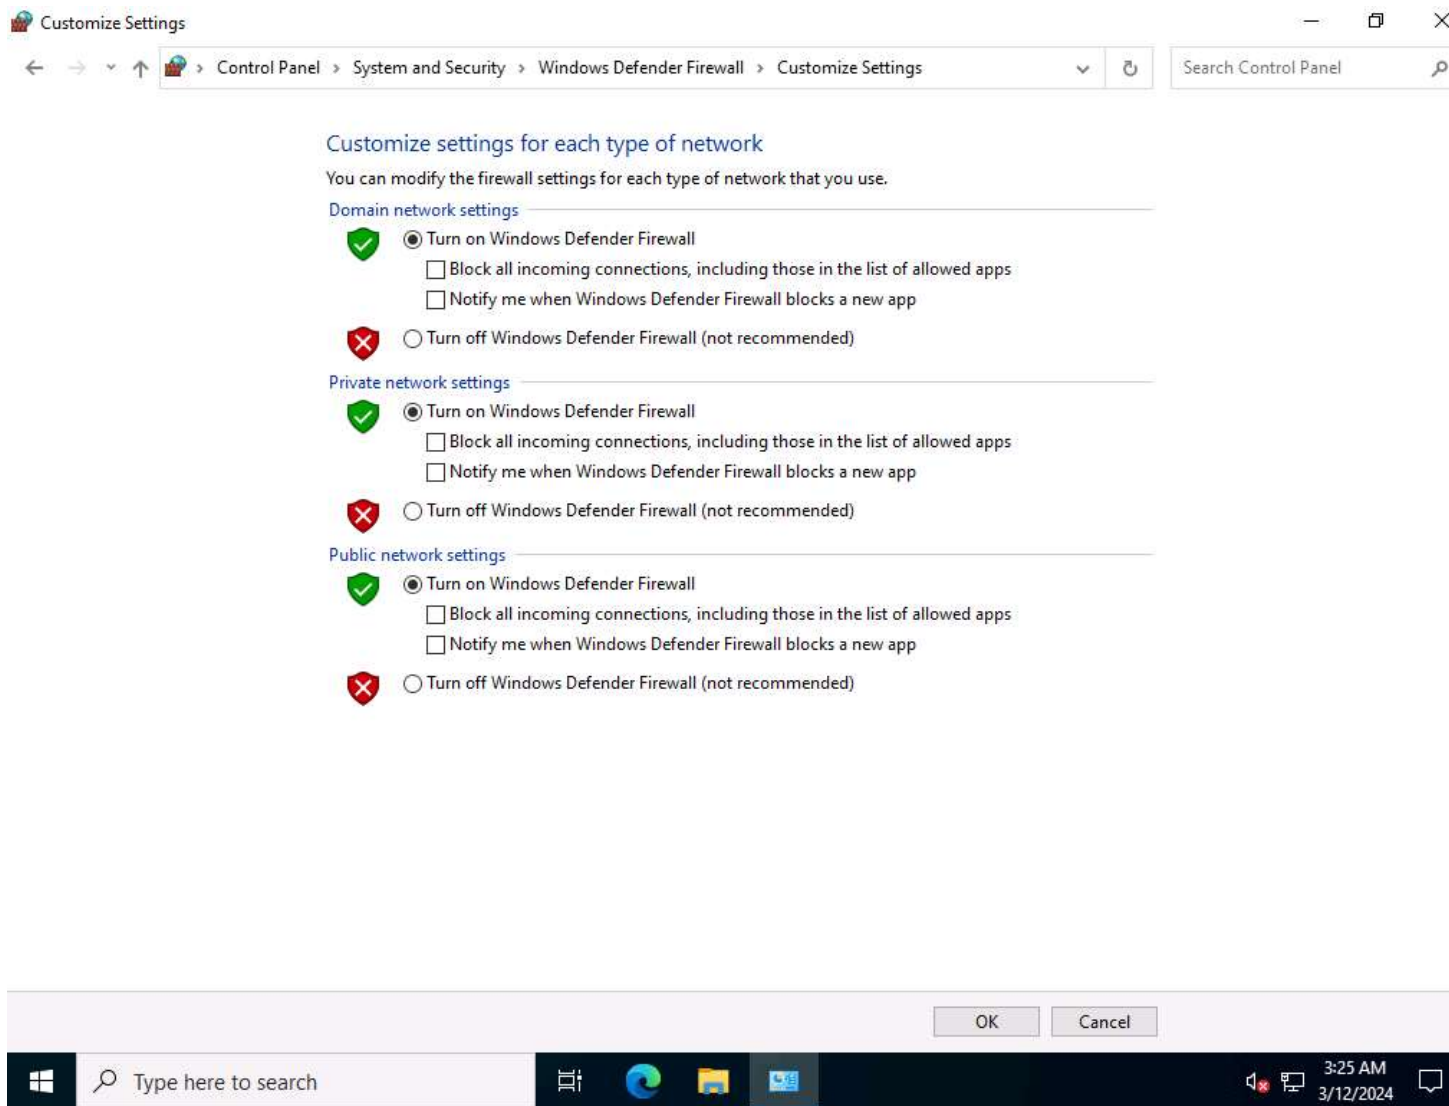 Customize Settings
Control Panel > System and Security > Windows Defender Firewall > Customize Settings
Search Control Panel
Customize settings for each type of network
You can modify the firewall settings for each type of network that you use.
Domain network settings
Turn on Windows Defender Firewall
Block all incoming connections, including those in the list of allowed apps
Notify me when Windows Defender Firewall blocks a new app
Turn off Windows Defender Firewall (not recommended)
Private network settings
Turn on Windows Defender Firewall
Block all incoming connections, including those in the list of allowed apps
Notify me when Windows Defender Firewall blocks a new app
Turn off Windows Defender Firewall (not recommended)
Public network settings
Turn on Windows Defender Firewall
Block all incoming connections, including those in the list of allowed apps
Notify me when Windows Defender Firewall blocks a new app
Turn off Windows Defender Firewall (not recommended)
OK
Cancel
Type here to search
3:25 AM
3/12/2024